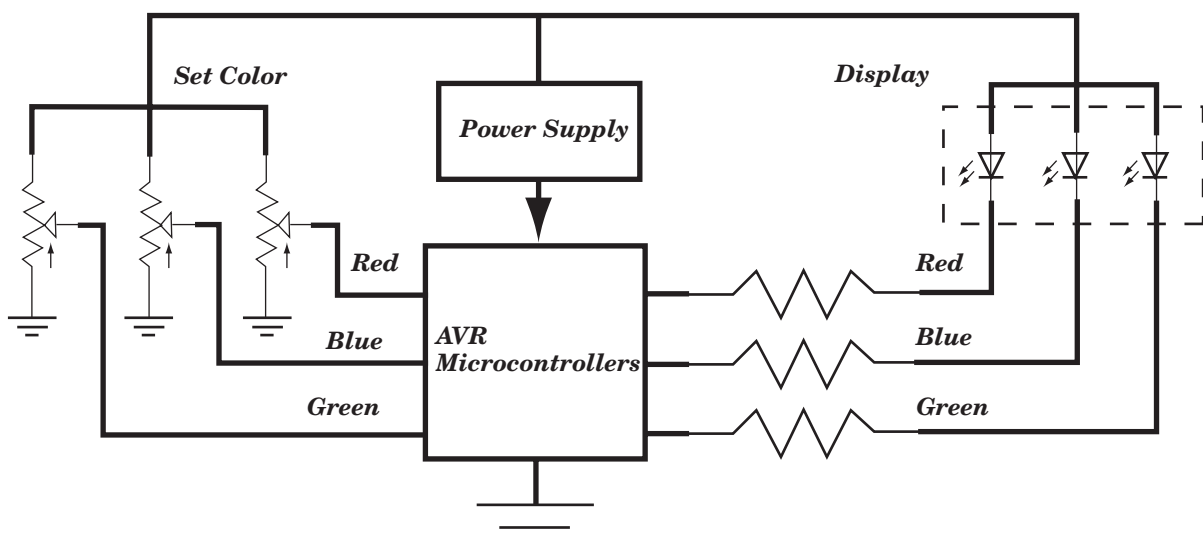 Set Color
Display
Power Supply
Red
Blue
Green
AVR
Microcontrollers
Red
Blue
Green